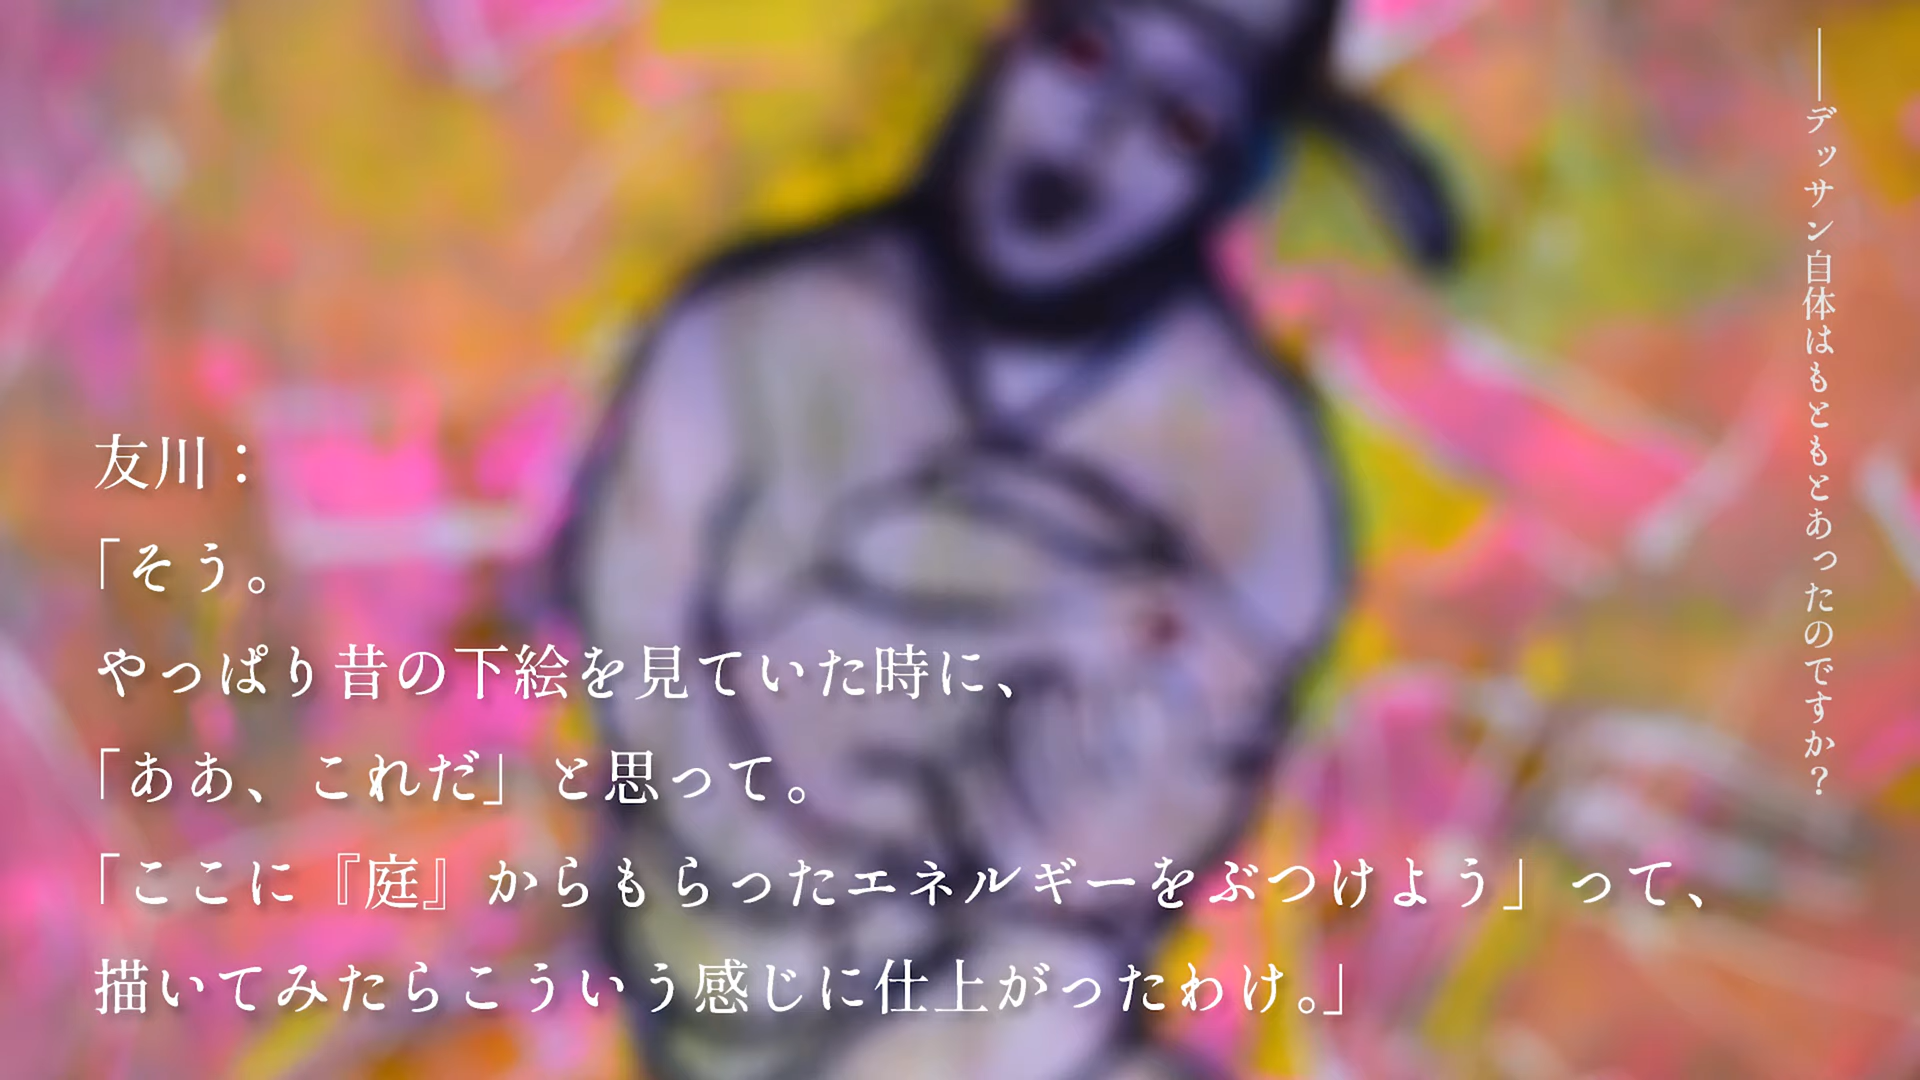 ――デッサン自体はもともとあったのですか?
友川:
「そう。
やっぱり昔の下絵を見ていた時に、
「ああ、これだ」と思って。
「ここに『庭』からもらったエネルギーをぶつけよう」って、
描いてみたらこういう感じに仕上がったわけ。」